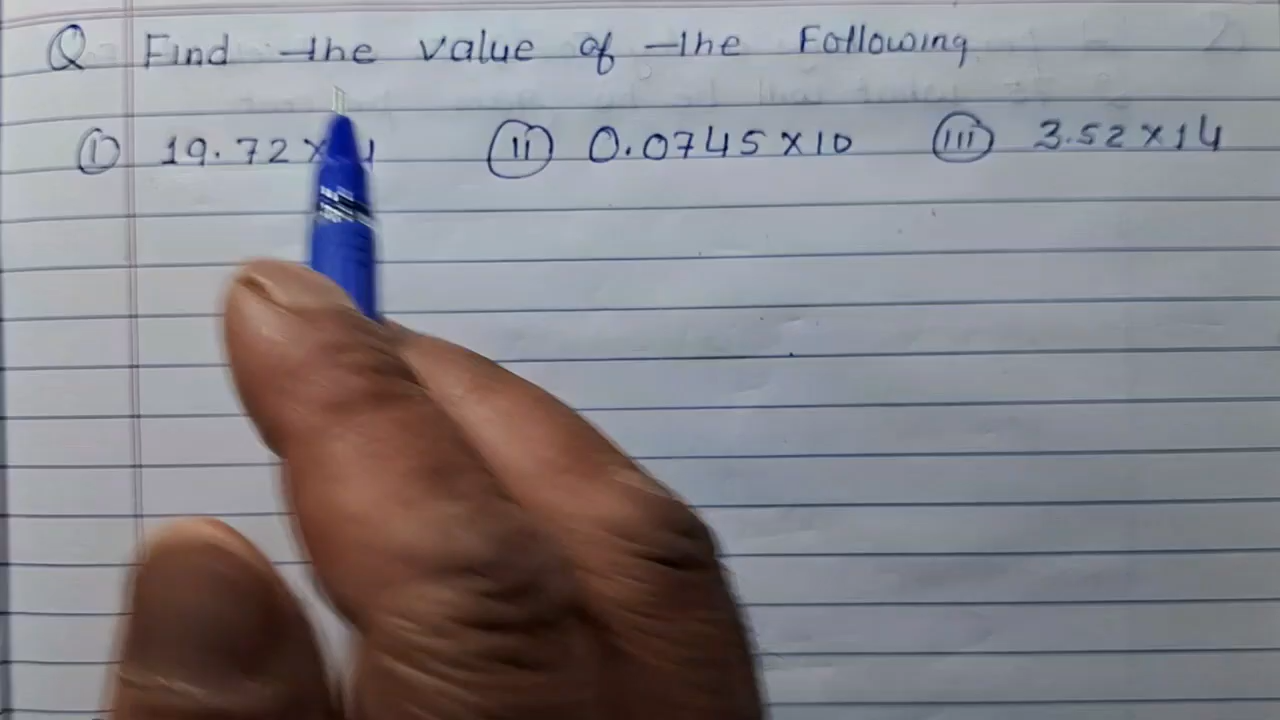 Q Find the value of the Following
(i) 19.72× (ii) 0.0745×10 (iii) 3.52×14